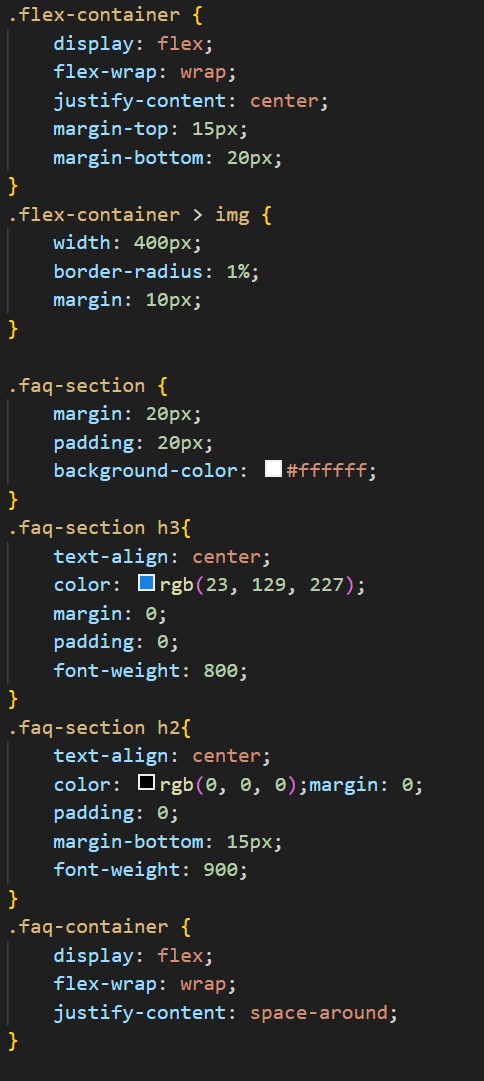 .flex-container {
    display: flex;
    flex-wrap: wrap;
    justify-content: center;
    margin-top: 15px;
    margin-bottom: 20px;
}
.flex-container > img {
    width: 400px;
    border-radius: 1%;
    margin: 10px;
}

.faq-section {
    margin: 20px;
    padding: 20px;
    background-color: #ffffff;
}
.faq-section h3{
    text-align: center;
    color: rgb(23, 129, 227);
    margin: 0;
    padding: 0;
    font-weight: 800;
}
.faq-section h2{
    text-align: center;
    color: rgb(0, 0, 0);margin: 0;
    padding: 0;
    margin-bottom: 15px;
    font-weight: 900;
}
.faq-container {
    display: flex;
    flex-wrap: wrap;
    justify-content: space-around;
}